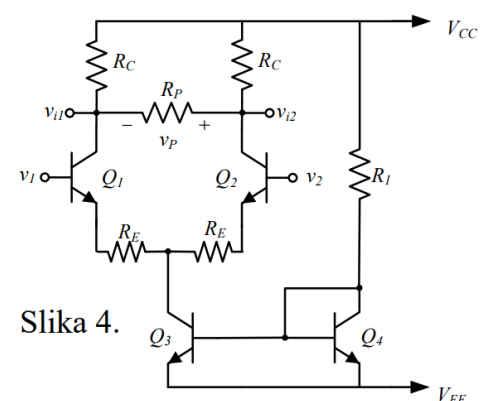 V_CC
R_C
R_C
R_P
v_i1
− +
v_i2
v_P
v_1
Q_1
Q_2
v_2
R_1
R_E
R_E
Slika 4.
Q_3
Q_4
V_EE